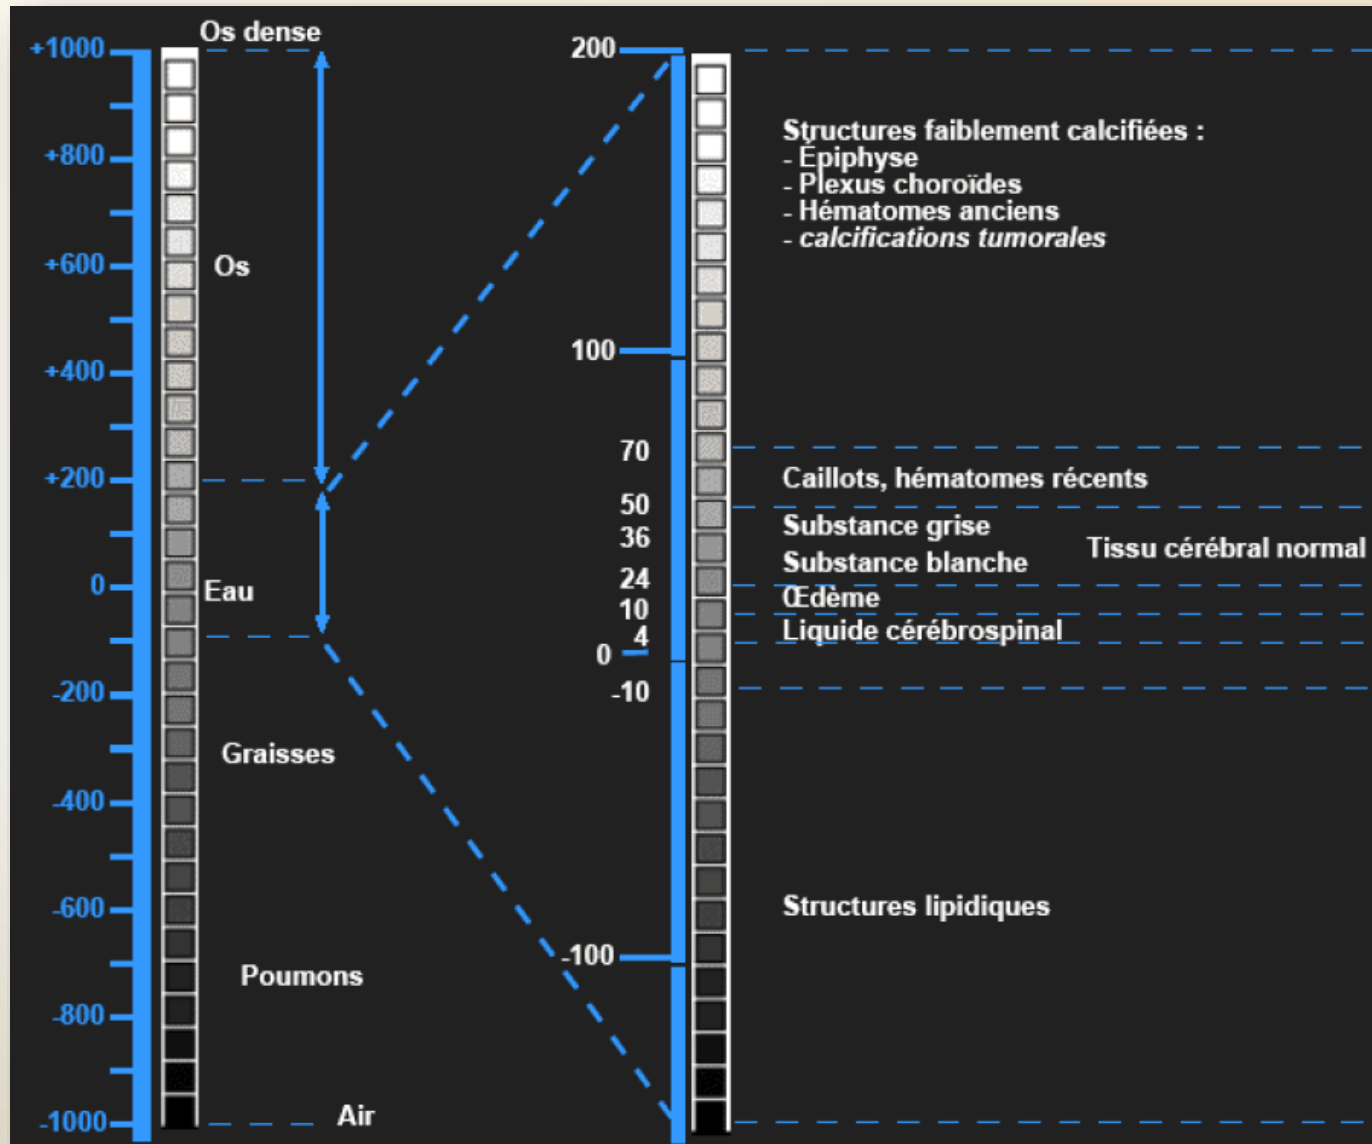 Os dense
+1000
+800
+600
Os
+400
+200
0
Eau
-200
Graisses
-400
-600
Poumons
-800
-1000
Air
200
100
70
50
36
24
10
4
0
-10
-100
Structures faiblement calcifiées :
- Épiphyse
- Plexus choroïdes
- Hématomes anciens
- calcifications tumorales
Caillots, hématomes récents
Substance grise
Tissu cérébral normal
Substance blanche
Œdème
Liquide cérébrospinal
Structures lipidiques